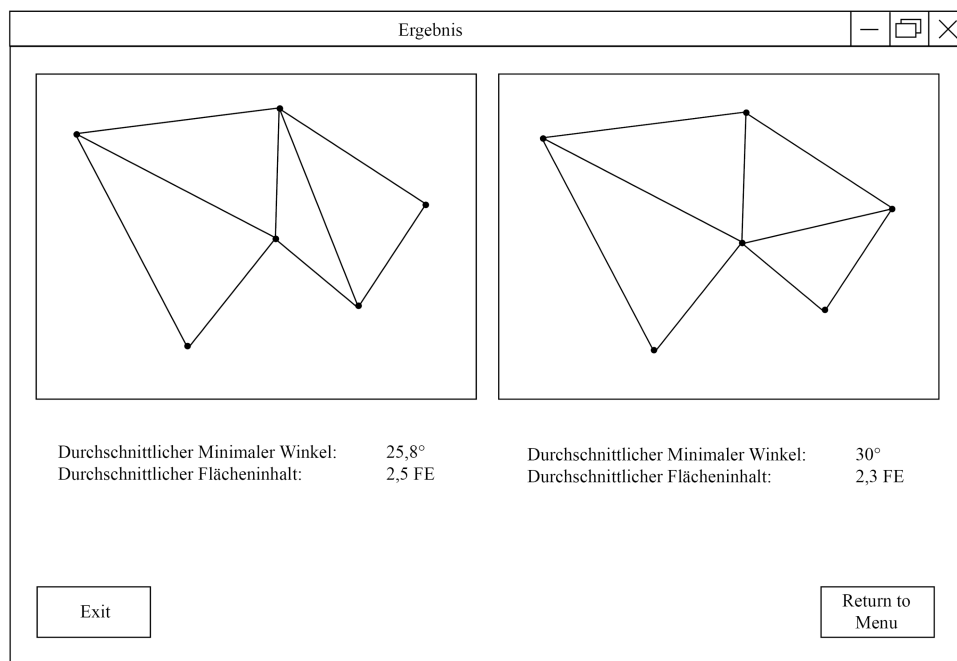 Ergebnis
Durchschnittlicher Minimaler Winkel: 25,8°
Durchschnittlicher Flächeninhalt: 2,5 FE
Durchschnittlicher Minimaler Winkel: 30°
Durchschnittlicher Flächeninhalt: 2,3 FE
Exit
Return to
Menu